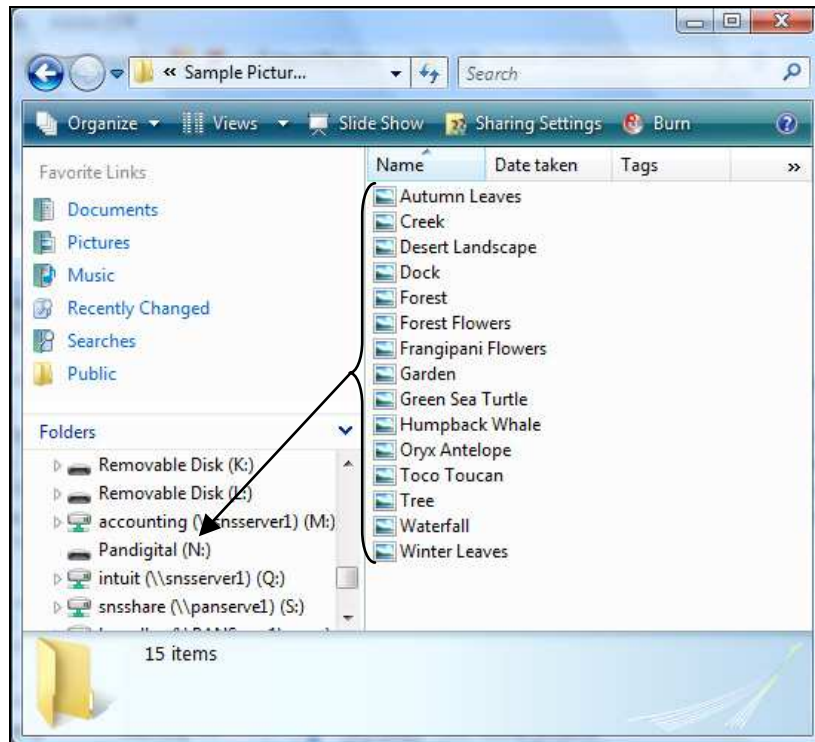 « Sample Pictur...
Search
Organize Views Slide Show Sharing Settings Burn ?
Favorite Links
Documents
Pictures
Music
Recently Changed
Searches
Public
Folders
Removable Disk (K:)
Removable Disk (L:)
accounting (\\snsserver1) (M:)
Pandigital (N:)
intuit (\\snsserver1) (Q:)
snsshare (\\panserve1) (S:)
Name Date taken Tags »
Autumn Leaves
Creek
Desert Landscape
Dock
Forest
Forest Flowers
Frangipani Flowers
Garden
Green Sea Turtle
Humpback Whale
Oryx Antelope
Toco Toucan
Tree
Waterfall
Winter Leaves
15 items